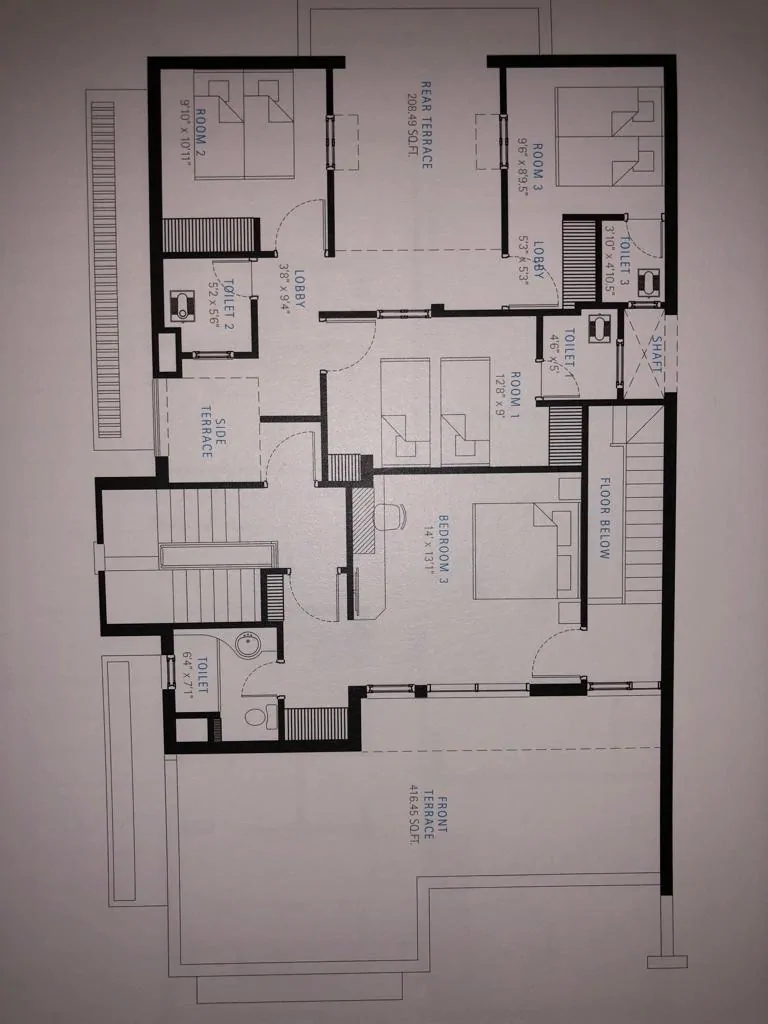 REAR TERRACE
208.49 SQ.FT.
ROOM 2
9'10" X 10'11"
ROOM 3
9'6" X 8'9.5"
LOBBY
5'3" X 5'3"
TOILET 3
3'10" X 4'10.5"
LOBBY
3'8" X 9'4"
TOILET 2
5'2 X 5'6"
TOILET 1
4'6" X 5'
SHAFT
ROOM 1
12'8" X 9'
SIDE
TERRACE
FLOOR BELOW
BEDROOM 3
14' X 13'1"
TOILET
6'4" X 7'1"
FRONT
TERRACE
416.45 SQ.FT.